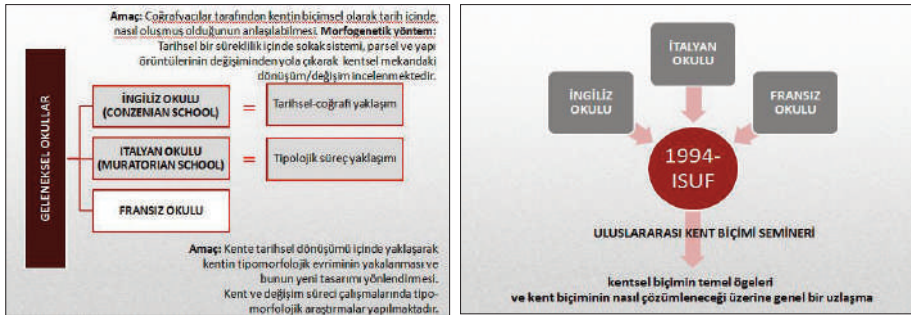 Amaç: Coğrafyacılar tarafından kentin biçimsel olarak tarih içinde
nasıl oluşmuş olduğunun anlaşılabilmesi. Morfogenetik yöntem:
Tarihsel bir süreklilik içinde sokak sistemi, parsel ve yapı
örüntülerinin değişiminden yola çıkarak kentsel mekandaki
dönüşüm/değişim incelenmektedir.
GELENEKSEL OKULLAR
İNGİLİZ OKULU
(CONZENIAN SCHOOL)
=
Tarihsel-coğrafi yaklaşım
ITALYAN OKULU
(MURATORIAN SCHOOL)
=
Tipolojik süreç yaklaşımı
FRANSIZ OKULU
Amaç: Kente tarihsel dönüşümü içinde yaklaşarak
kentin tipomorfolojik evriminin yakalanması ve
bunun yeni tasarımı yönlendirmesi.
Kent ve değişim süreci çalışmalarında tipo-
morfolojik araştırmalar yapılmaktadır.
İTALYAN
OKULU
İNGİLİZ
OKULU
FRANSIZ
OKULU
1994-
ISUF
ULUSLARARASI KENT BİÇİMİ SEMİNERİ
kentsel biçimin temel ögeleri
ve kent biçiminin nasıl çözümleneceği üzerine genel bir uzlaşma